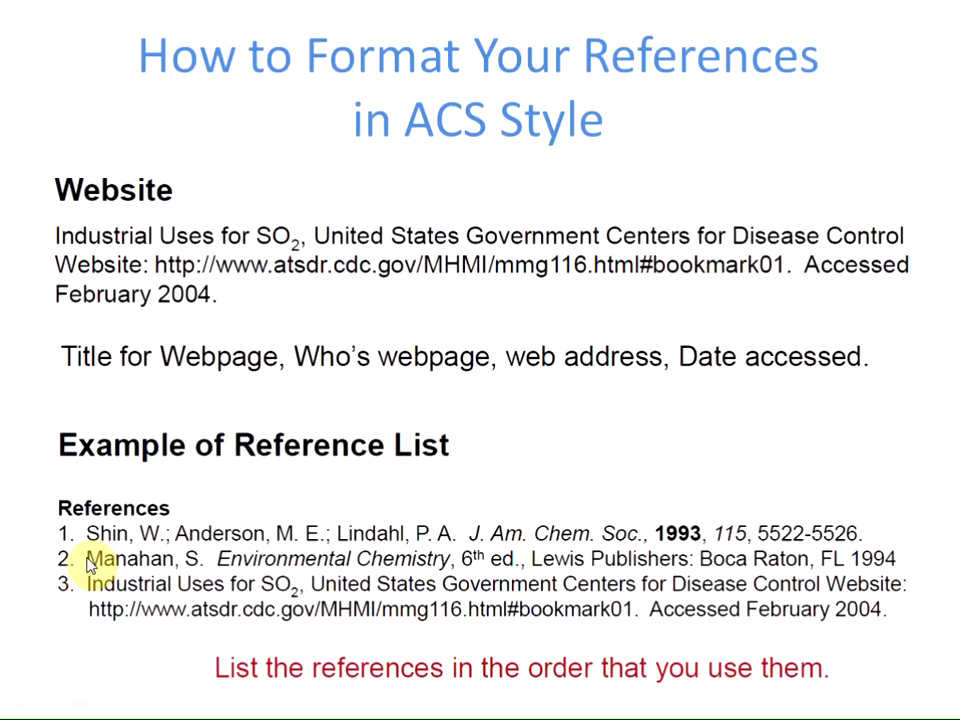 How to Format Your References
in ACS Style
Website
Industrial Uses for SO2, United States Government Centers for Disease Control
Website: http://www.atsdr.cdc.gov/MHMI/mmg116.html#bookmark01.  Accessed
February 2004.
Title for Webpage, Who's webpage, web address, Date accessed.
Example of Reference List
References
1. Shin, W.; Anderson, M. E.; Lindahl, P. A. J. Am. Chem. Soc., 1993, 115, 5522-5526.
2. Manahan, S. Environmental Chemistry, 6th ed., Lewis Publishers: Boca Raton, FL 1994
3. Industrial Uses for SO2, United States Government Centers for Disease Control Website:
http://www.atsdr.cdc.gov/MHMI/mmg116.html#bookmark01. Accessed February 2004.
List the references in the order that you use them.